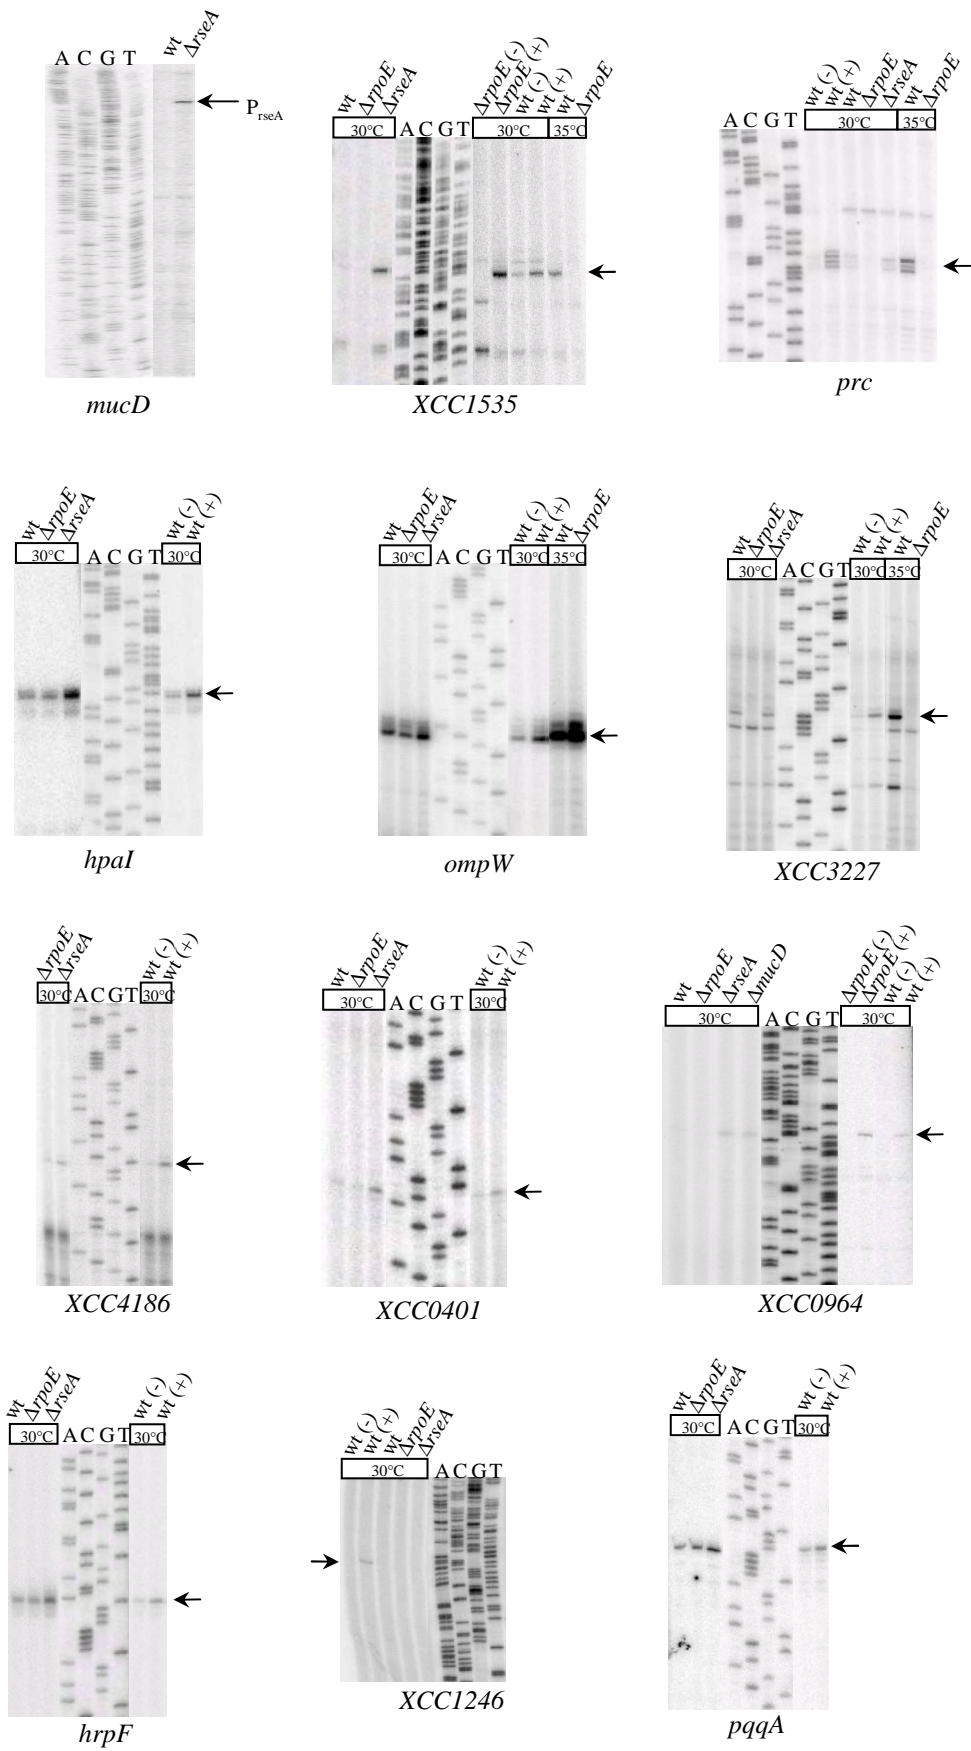 wt ΔrseA
A C G T
P_rseA
mucD
wt ΔrpoE ΔrseA
30°C
A C G T
ΔrpoE (-) ΔrpoE (+) wt (-) wt (+) wt ΔrpoE
30°C 35°C
XCC1535
wt (-) wt (+) wt ΔrpoE ΔrseA wt ΔrpoE
A C G T
30°C 35°C
prc
wt ΔrpoE ΔrseA
30°C
A C G T
wt (-) wt (+)
30°C
hpaI
wt ΔrpoE ΔrseA
30°C
A C G T
wt (-) wt (+) wt ΔrpoE
30°C 35°C
ompW
wt ΔrpoE ΔrseA
30°C
A C G T
wt (-) wt (+) wt ΔrpoE
30°C 35°C
XCC3227
ΔrpoE ΔrseA
30°C
A C G T
wt (-) wt (+)
30°C
XCC4186
wt ΔrpoE ΔrseA
30°C
A C G T
wt (-) wt (+)
30°C
XCC0401
wt ΔrpoE ΔrseA ΔmucD
30°C
A C G T
ΔrpoE (-) ΔrpoE (+) wt (-) wt (+)
30°C
XCC0964
wt ΔrpoE ΔrseA
30°C
A C G T
wt (-) wt (+)
30°C
hrpF
wt (-) wt (+) wt ΔrpoE ΔrseA
30°C
A C G T
XCC1246
wt ΔrpoE ΔrseA
30°C
A C G T
wt (-) wt (+)
30°C
pqqA